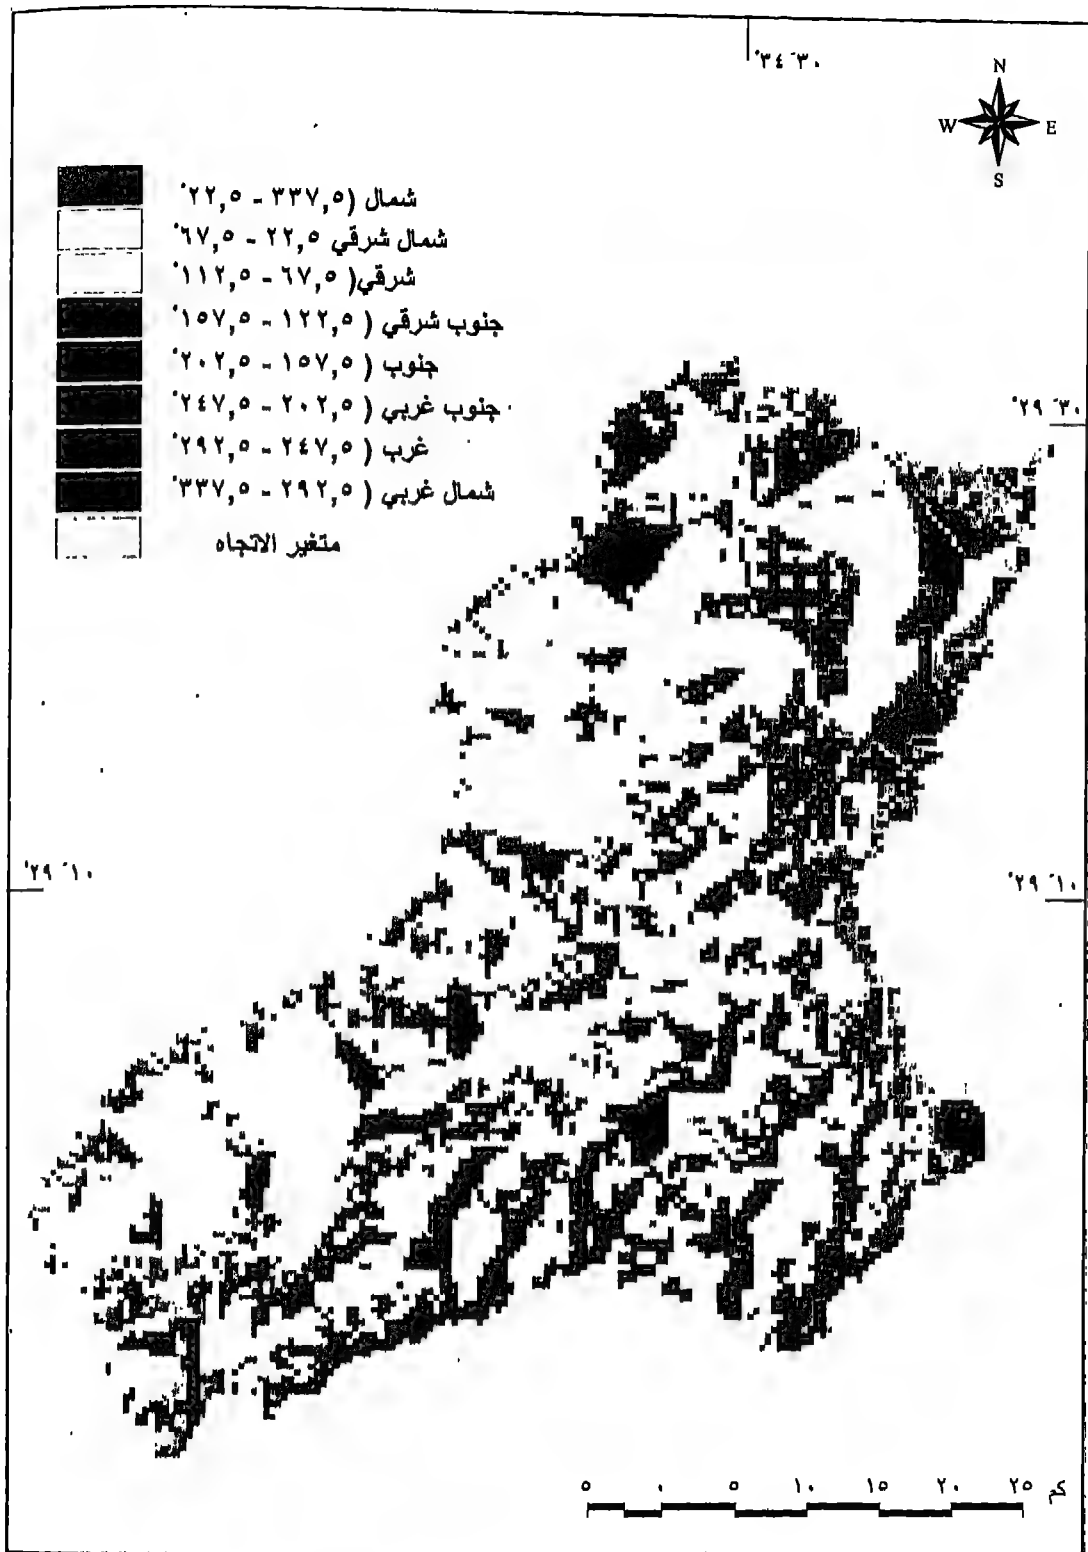 ٣٤° ٣٠َ
N
W E
S
شمال (٣٣٧,٥ - ٢٢,٥°
شمال شرقي ٢٢,٥ - ٦٧,٥°
شرقي( ٦٧,٥ - ١١٢,٥°
جنوب شرقي ( ١٢٢,٥ - ١٥٧,٥°
جنوب ( ١٥٧,٥ - ٢٠٢,٥°
جنوب غربي ( ٢٠٢,٥ - ٢٤٧,٥°
غرب ( ٢٤٧,٥ - ٢٩٢,٥°
شمال غربي ( ٢٩٢,٥ - ٣٣٧,٥°
متغير الاتجاه
٢٩° ٣٠َ
٢٩° ١٠َ
٢٩° ١٠َ
٥ ٠ ٥ ١٠ ١٥ ٢٠ ٢٥ كم